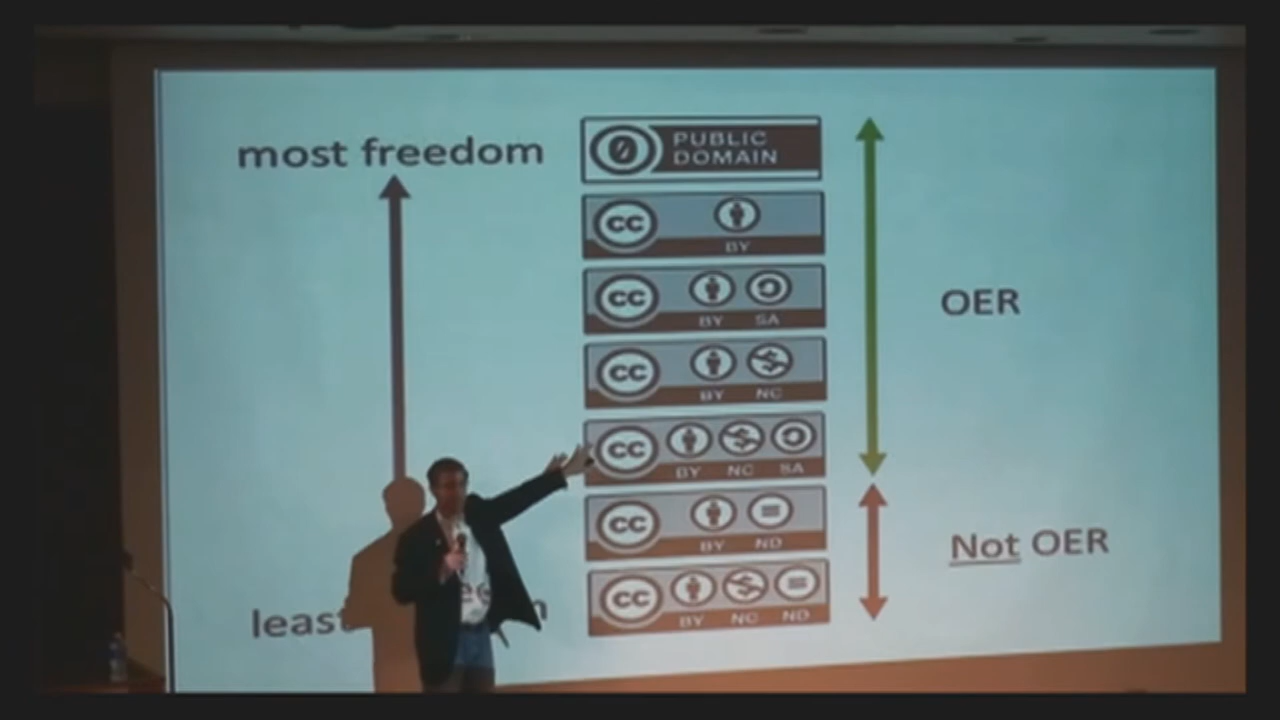 most freedom
PUBLIC
DOMAIN
cc
BY
cc
BY SA
OER
cc
BY NC
cc
BY NC SA
cc
BY ND
Not OER
cc
BY NC ND
least